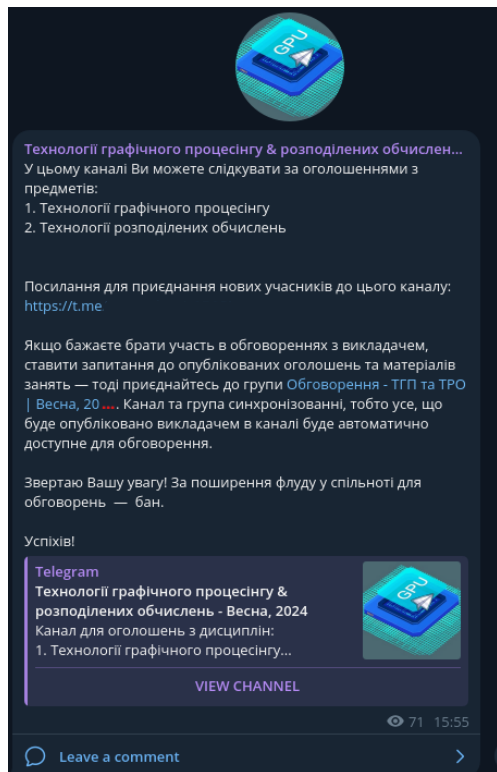 GPU
Технології графічного процесінгу & розподілених обчислен...
У цьому каналі Ви можете слідкувати за оголошеннями з
предметів:
1. Технології графічного процесінгу
2. Технології розподілених обчислень
Посилання для приєднання нових учасників до цього каналу:
https://t.me
Якщо бажаєте брати участь в обговореннях з викладачем,
ставити запитання до опублікованих оголошень та матеріалів
занять — тоді приєднайтесь до групи Обговорення - ТГП та ТРО
| Весна, 20 .... Канал та група синхронізованні, тобто усе, що
буде опубліковано викладачем в каналі буде автоматично
доступне для обговорення.
Звертаю Вашу увагу! За поширення флуду у спільноті для
обговорень — бан.
Успіхів!
Telegram
Технології графічного процесінгу &
розподілених обчислень - Весна, 2024
Канал для оголошень з дисциплін:
1. Технології графічного процесінгу...
GPU
VIEW CHANNEL
71 15:55
Leave a comment